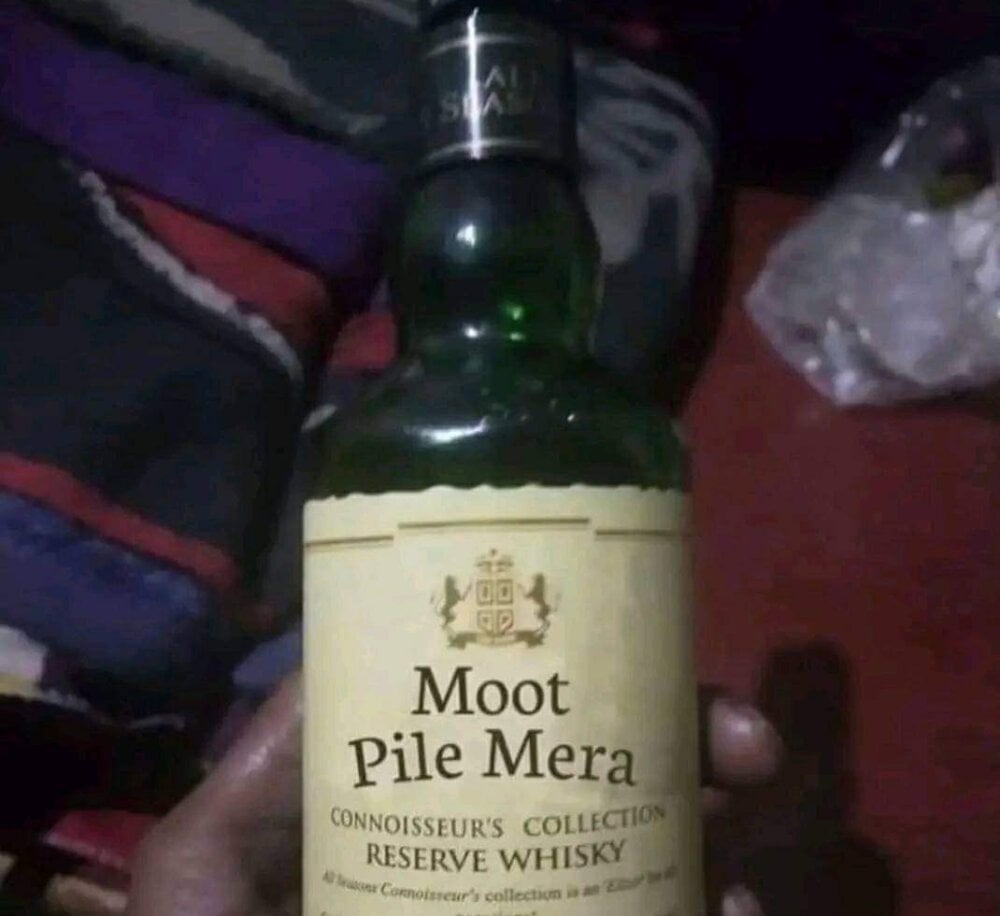 Moot
Pile Mera
CONNOISSEUR'S COLLECTION
RESERVE WHISKY
All Seasons Connoisseur's collection is an